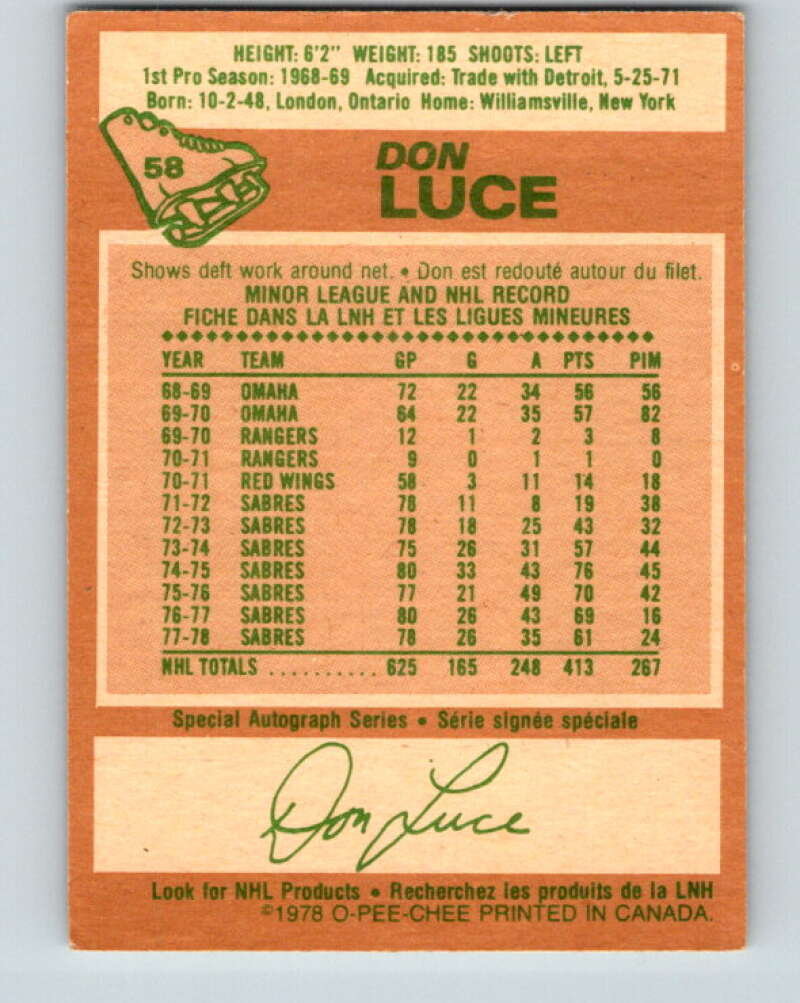 HEIGHT: 6'2" WEIGHT: 185 SHOOTS: LEFT
1st Pro Season: 1968-69 Acquired: Trade with Detroit, 5-25-71
Born: 10-2-48, London, Ontario Home: Williamsville, New York
58
DON
LUCE
Shows deft work around net. • Don est redouté autour du filet.
MINOR LEAGUE AND NHL RECORD
FICHE DANS LA LNH ET LES LIGUES MINEURES
YEAR TEAM GP G A PTS PIM
68-69 OMAHA 72 22 34 56 56
69-70 OMAHA 64 22 35 57 82
69-70 RANGERS 12 1 2 3 8
70-71 RANGERS 9 0 1 1 0
70-71 RED WINGS 58 3 11 14 18
71-72 SABRES 78 11 8 19 38
72-73 SABRES 78 18 25 43 32
73-74 SABRES 75 26 31 57 44
74-75 SABRES 80 33 43 76 45
75-76 SABRES 77 21 49 70 42
76-77 SABRES 80 26 43 69 16
77-78 SABRES 78 26 35 61 24
NHL TOTALS .......... 625 165 248 413 267
Special Autograph Series • Série signée spéciale
Don Luce
Look for NHL Products • Recherchez les produits de la LNH
©1978 O-PEE-CHEE PRINTED IN CANADA.